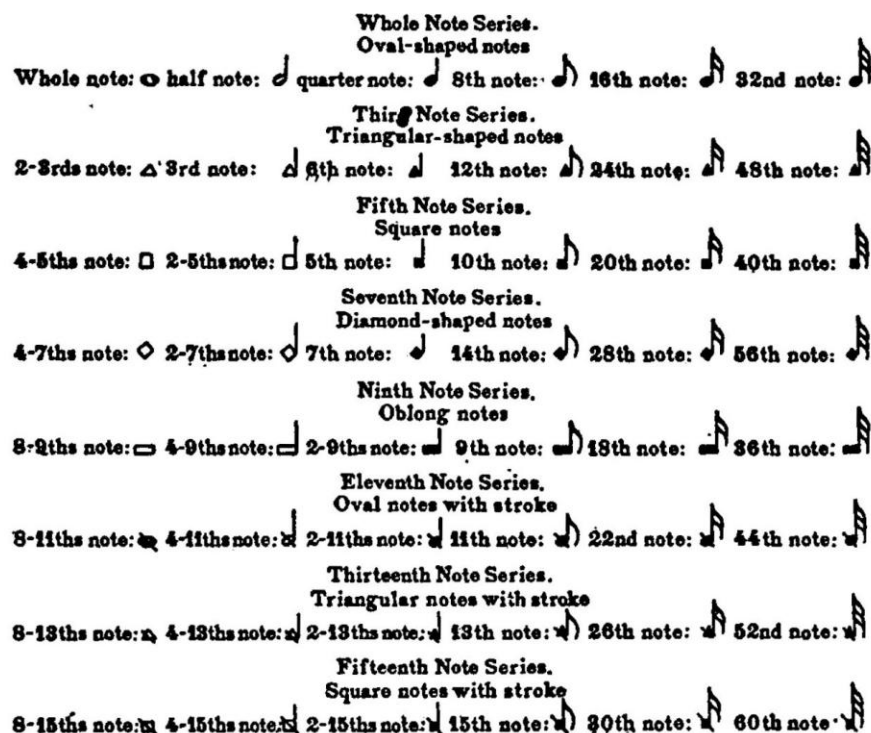 Whole Note Series.
Oval-shaped notes
Whole note: half note: quarter note: 8th note: 16th note: 32nd note:
Third Note Series.
Triangular-shaped notes
2-3rds note: 3rd note: 6th note: 12th note: 24th note: 48th note:
Fifth Note Series.
Square notes
4-5ths note: 2-5ths note: 5th note: 10th note: 20th note: 40th note:
Seventh Note Series.
Diamond-shaped notes
4-7ths note: 2-7ths note: 7th note: 14th note: 28th note: 56th note:
Ninth Note Series.
Oblong notes
8-9ths note: 4-9ths note: 2-9ths note: 9th note: 18th note: 36th note:
Eleventh Note Series.
Oval notes with stroke
8-11ths note: 4-11ths note: 2-11ths note: 11th note: 22nd note: 44th note:
Thirteenth Note Series.
Triangular notes with stroke
8-13ths note: 4-13ths note: 2-13ths note: 13th note: 26th note: 52nd note:
Fifteenth Note Series.
Square notes with stroke
8-15ths note: 4-15ths note: 2-15ths note: 15th note: 30th note: 60th note